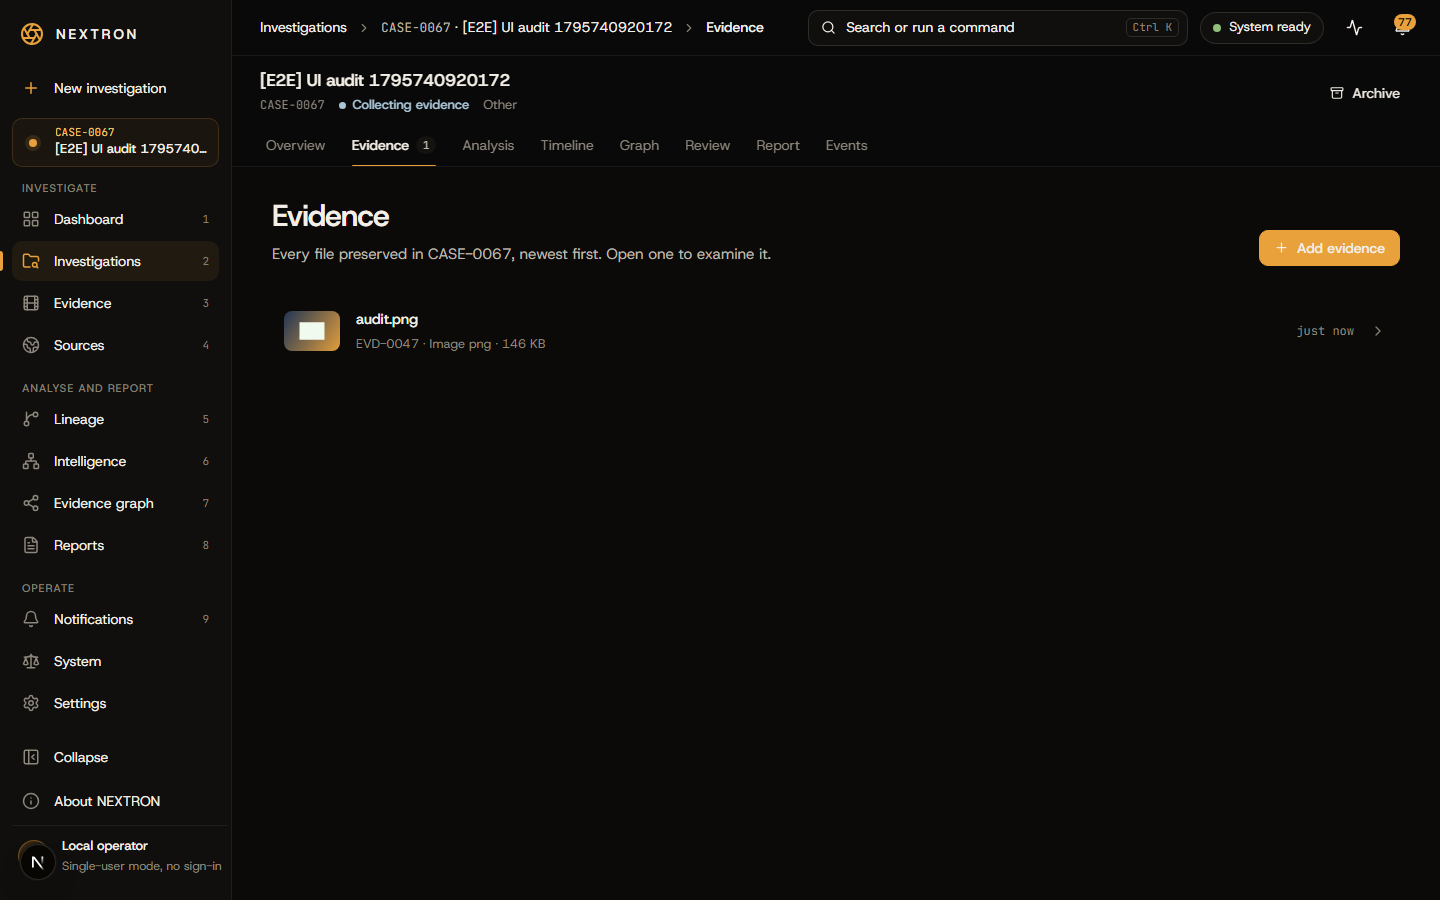 NEXTRON
New investigation
CASE-0067
[E2E] UI audit 1795740...
INVESTIGATE
Dashboard 1
Investigations 2
Evidence 3
Sources 4
ANALYSE AND REPORT
Lineage 5
Intelligence 6
Evidence graph 7
Reports 8
OPERATE
Notifications 9
System
Settings
Collapse
About NEXTRON
N
Local operator
Single-user mode, no sign-in
Investigations > CASE-0067 · [E2E] UI audit 1795740920172 > Evidence
Search or run a command Ctrl K
System ready
77
[E2E] UI audit 1795740920172
CASE-0067 Collecting evidence Other
Archive
Overview Evidence 1 Analysis Timeline Graph Review Report Events
Evidence
Every file preserved in CASE-0067, newest first. Open one to examine it.
+ Add evidence
audit.png
EVD-0047 · Image png · 146 KB
just now